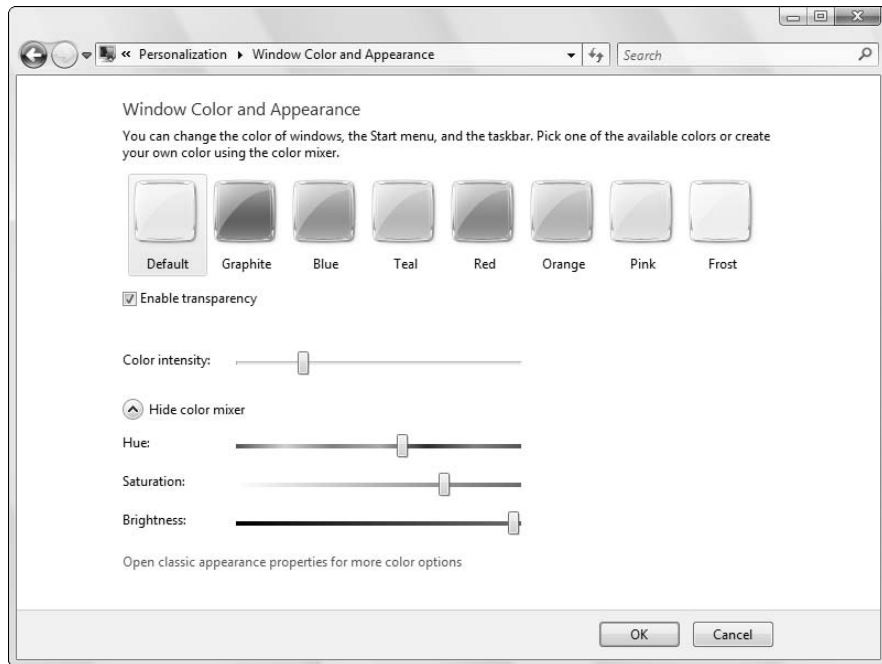 « Personalization ▸ Window Color and Appearance
Search
Window Color and Appearance
You can change the color of windows, the Start menu, and the taskbar. Pick one of the available colors or create
your own color using the color mixer.
Default Graphite Blue Teal Red Orange Pink Frost
Enable transparency
Color intensity:
Hide color mixer
Hue:
Saturation:
Brightness:
Open classic appearance properties for more color options
OK Cancel